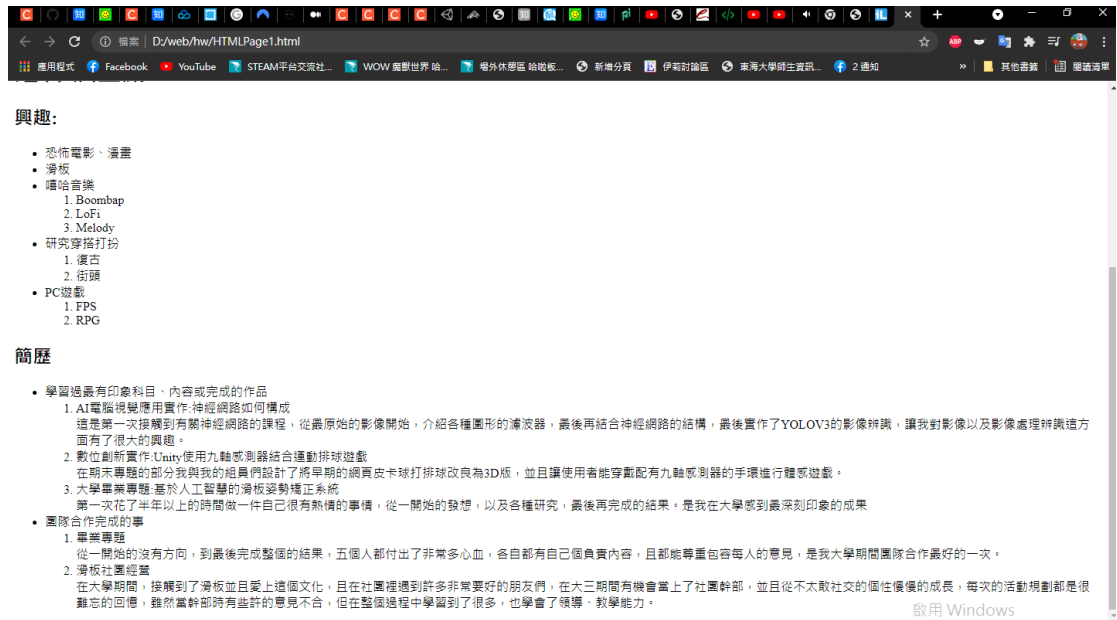 檔案 D:/web/hw/HTMLPage1.html
應用程式 Facebook YouTube STEAM平台交流社... WOW 魔獸世界 哈... 場外休憩區 哈啦板... 新增分頁 伊莉討論區 東海大學師生資訊... 2 通知 » 其他書籤 閱讀清單
興趣:
恐怖電影、漫畫
滑板
嘻哈音樂
1. Boombap
2. LoFi
3. Melody
研究穿搭打扮
1. 復古
2. 街頭
PC遊戲
1. FPS
2. RPG
簡歷
學習過最有印象科目、內容或完成的作品
1. AI電腦視覺應用實作:神經網路如何構成
這是第一次接觸到有關神經網路的課程，從最原始的影像開始，介紹各種圖形的濾波器，最後再結合神經網路的結構，最後實作了YOLOV3的影像辨識，讓我對影像以及影像處理辨識這方
面有了很大的興趣。
2. 數位創新實作:Unity使用九軸感測器結合運動排球遊戲
在期末專題的部分我與我的組員們設計了將早期的網頁皮卡球打排球改良為3D版，並且讓使用者能穿戴配有九軸感測器的手環進行體感遊戲。
3. 大學畢業專題:基於人工智慧的滑板姿勢矯正系統
第一次花了半年以上的時間做一件自己很有熱情的事情，從一開始的發想，以及各種研究，最後再完成的結果。是我在大學感到最深刻印象的成果
團隊合作完成的事
1. 畢業專題
從一開始的沒有方向，到最後完成整個的結果，五個人都付出了非常多心血，各自都有自己個負責內容，且都能尊重包容每人的意見，是我大學期間團隊合作最好的一次。
2. 滑板社團經營
在大學期間，接觸到了滑板並且愛上這個文化，且在社團裡遇到許多非常要好的朋友們，在大三期間有機會當上了社團幹部，並且從不太敢社交的個性慢慢的成長，每次的活動規劃都是很
難忘的回憶，雖然當幹部時有些許的意見不合，但在整個過程中學習到了很多，也學會了領導、教學能力。
啟用 Windows